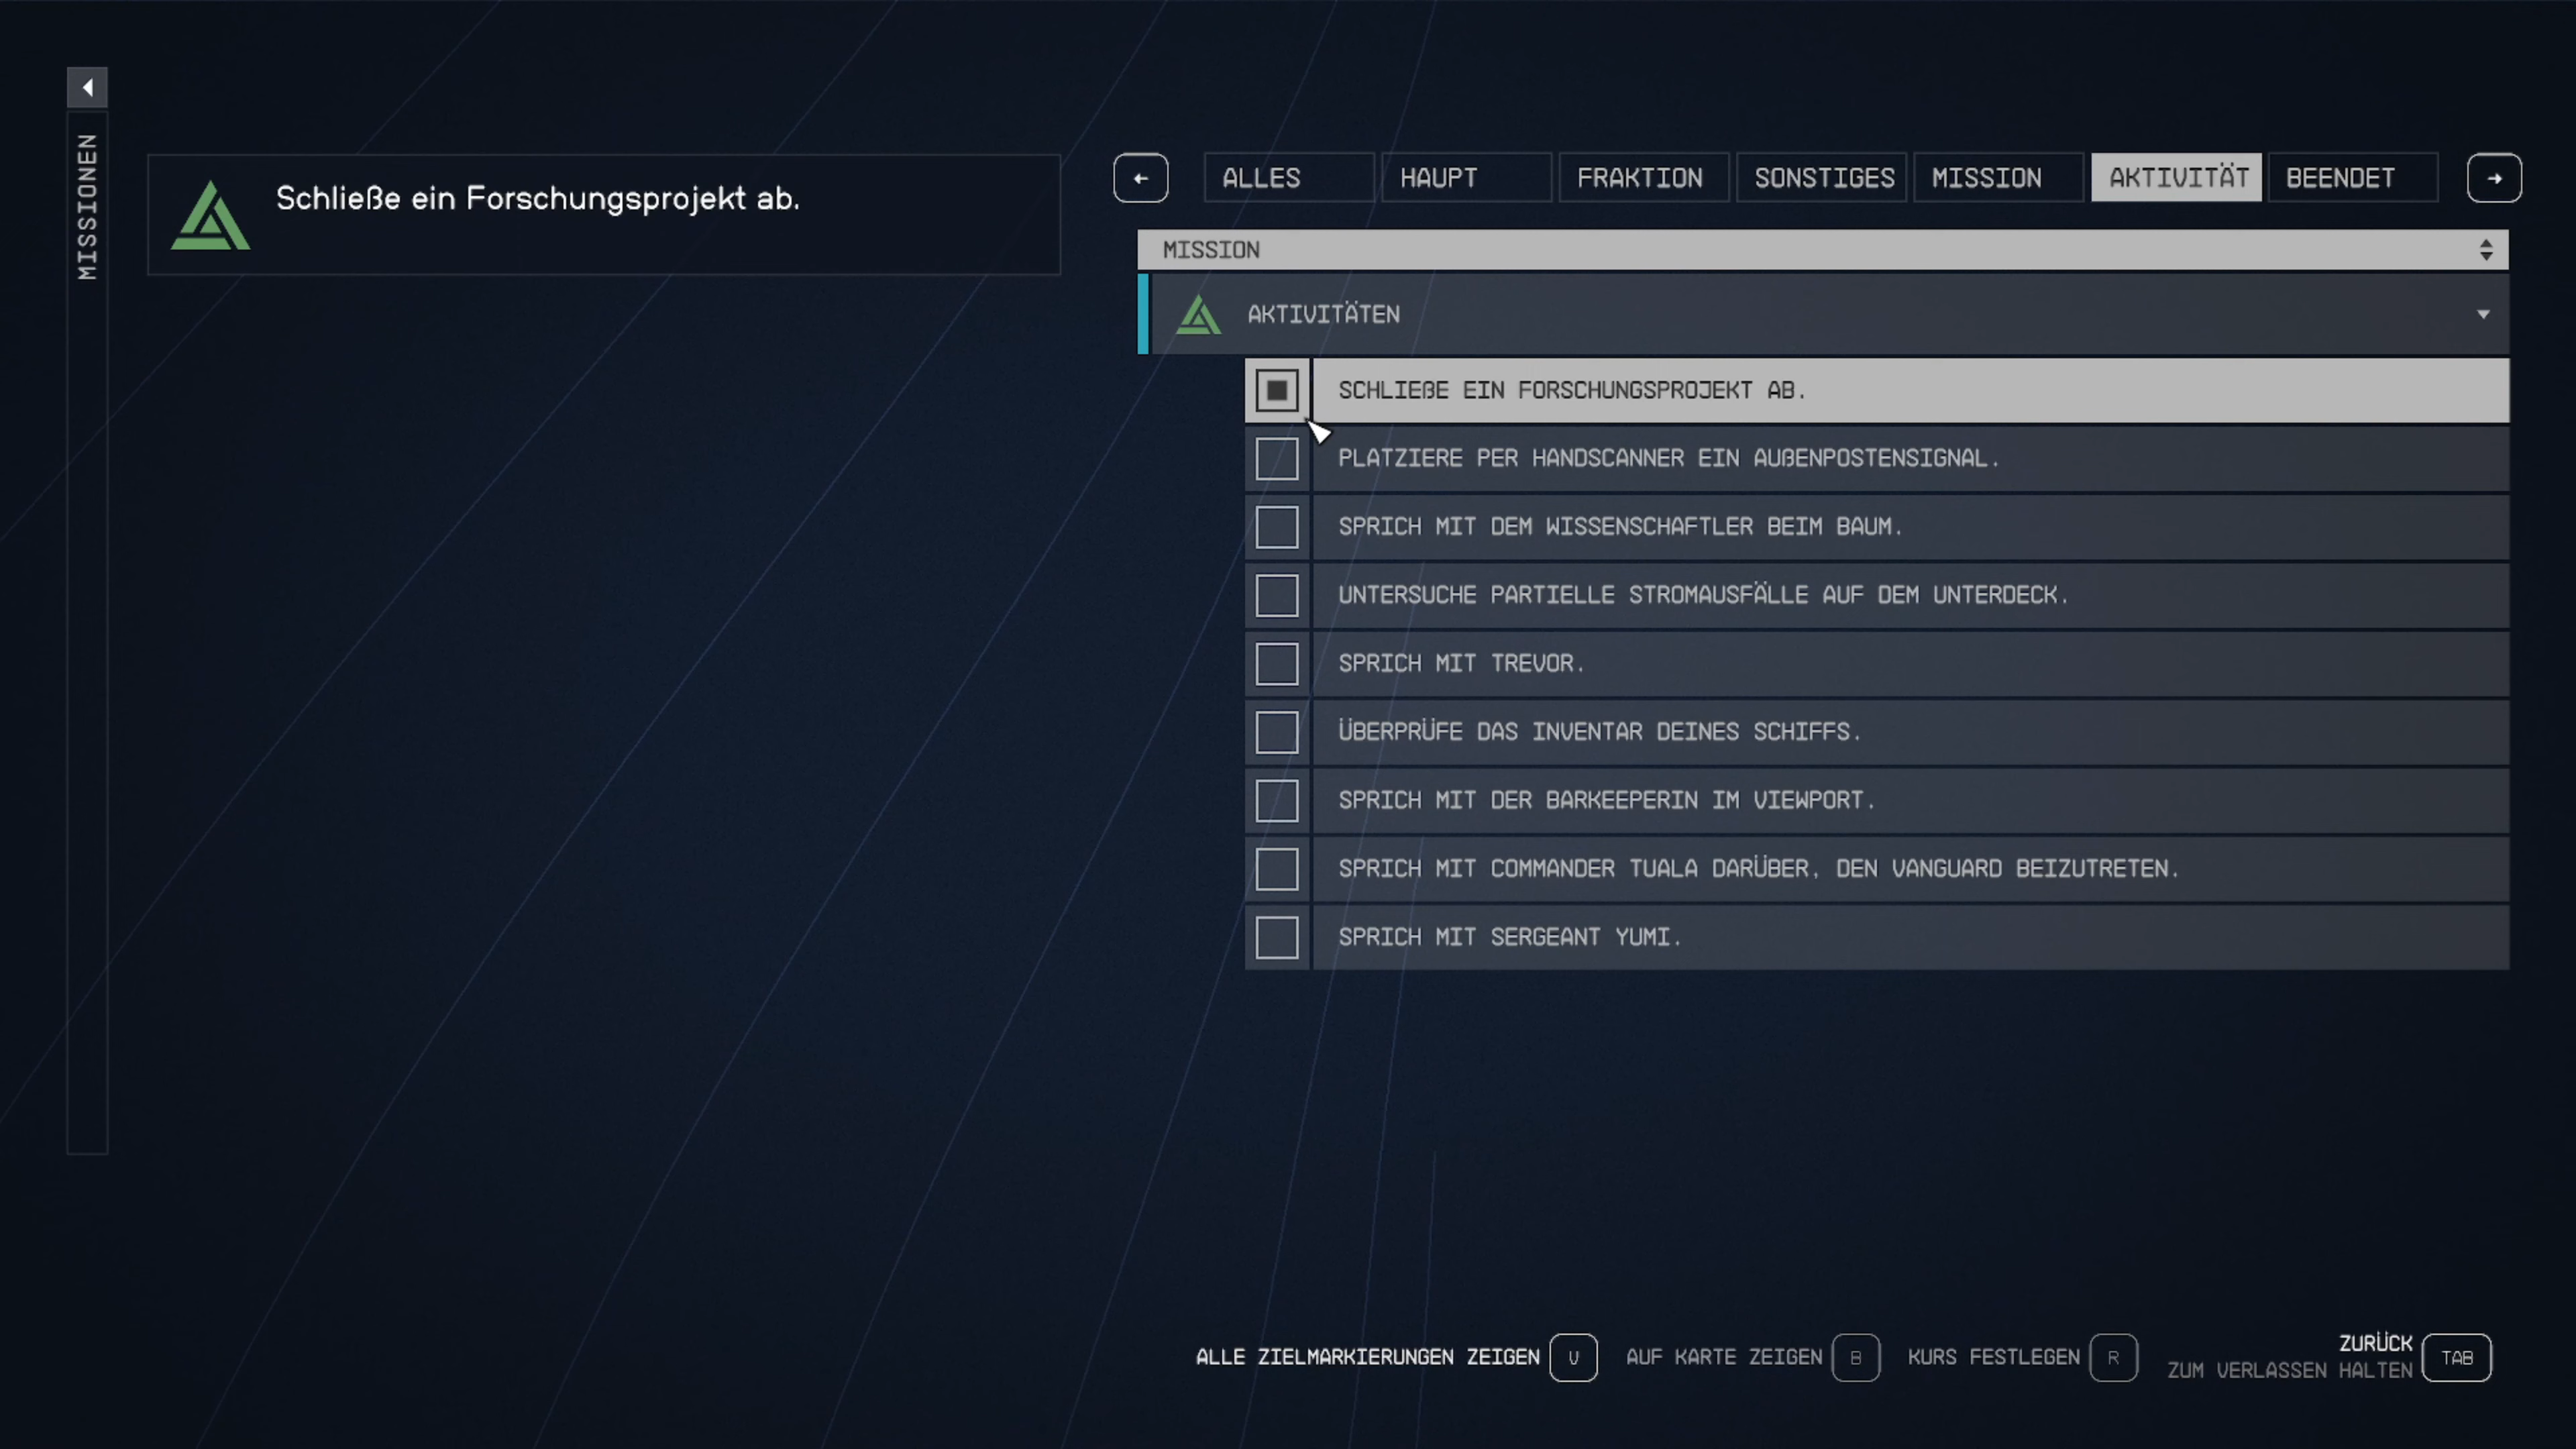 MISSIONEN
Schließe ein Forschungsprojekt ab.
ALLES
HAUPT
FRAKTION
SONSTIGES
MISSION
AKTIVITÄT
BEENDET
MISSION
AKTIVITÄTEN
SCHLIEßE EIN FORSCHUNGSPROJEKT AB.
PLATZIERE PER HANDSCANNER EIN AUßENPOSTENSIGNAL.
SPRICH MIT DEM WISSENSCHAFTLER BEIM BAUM.
UNTERSUCHE PARTIELLE STROMAUSFÄLLE AUF DEM UNTERDECK.
SPRICH MIT TREVOR.
ÜBERPRÜFE DAS INVENTAR DEINES SCHIFFS.
SPRICH MIT DER BARKEEPERIN IM VIEWPORT.
SPRICH MIT COMMANDER TUALA DARÜBER, DEN VANGUARD BEIZUTRETEN.
SPRICH MIT SERGEANT YUMI.
ALLE ZIELMARKIERUNGEN ZEIGEN V
AUF KARTE ZEIGEN B
KURS FESTLEGEN R
ZURÜCK
ZUM VERLASSEN HALTEN
TAB